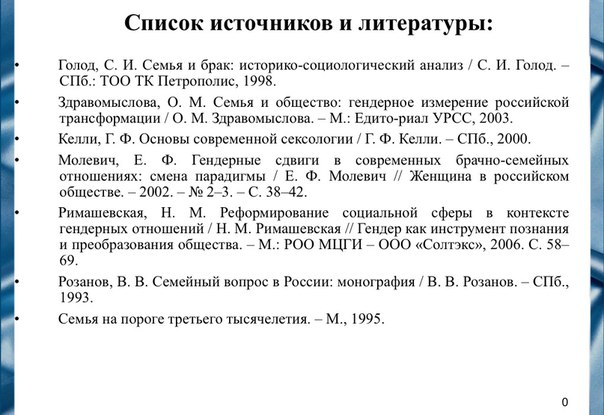 Список источников и литературы:
• Голод, С. И. Семья и брак: историко-социологический анализ / С. И. Голод. –
СПб.: ТОО ТК Петрополис, 1998.
• Здравомыслова, О. М. Семья и общество: гендерное измерение российской
трансформации / О. М. Здравомыслова. – М.: Едито-риал УРСС, 2003.
• Келли, Г. Ф. Основы современной сексологии / Г. Ф. Келли. – СПб., 2000.
• Молевич, Е. Ф. Гендерные сдвиги в современных брачно-семейных
отношениях: смена парадигмы / Е. Ф. Молевич // Женщина в российском
обществе. – 2002. – № 2–3. – С. 38–42.
• Римашевская, Н. М. Реформирование социальной сферы в контексте
гендерных отношений / Н. М. Римашевская // Гендер как инструмент познания
и преобразования общества. – М.: РОО МЦГИ – ООО «Солтэкс», 2006. С. 58–
69.
• Розанов, В. В. Семейный вопрос в России: монография / В. В. Розанов. – СПб.,
1993.
• Семья на пороге третьего тысячелетия. – М., 1995.
0